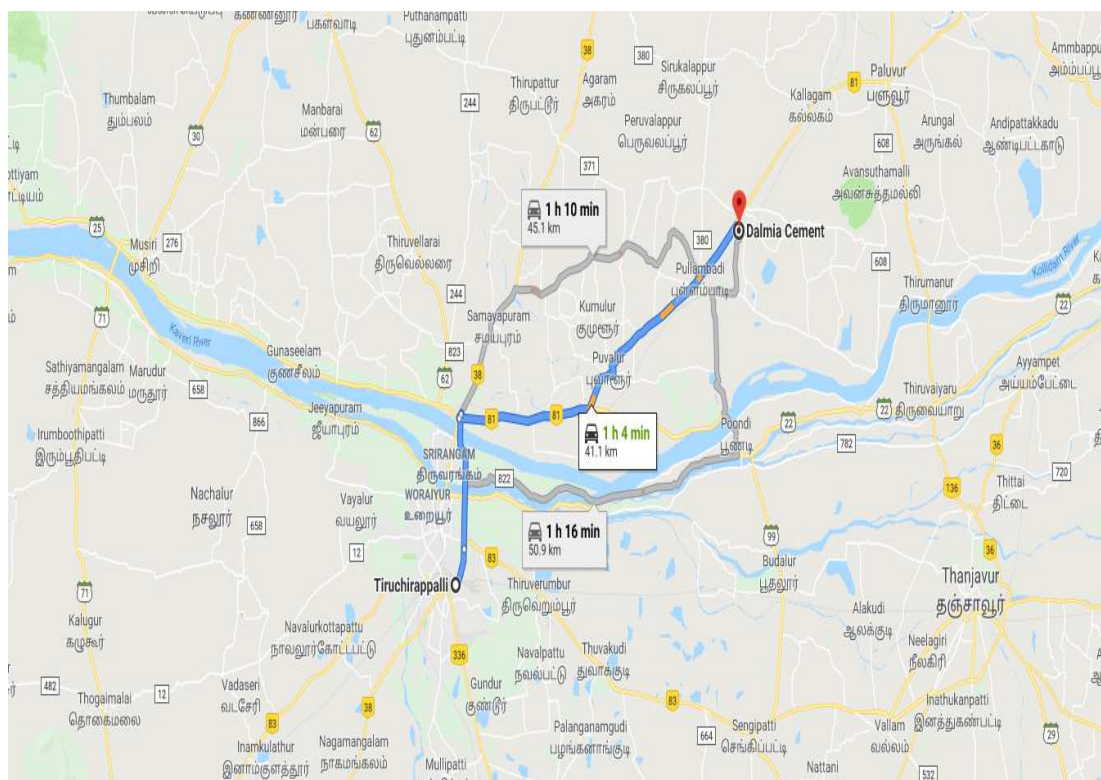 கண்ணனூர்
பகளவாடி
Puthanampatti
புதுனம்பட்டி
38
380
Sirukalappur
சிருகலப்பூர்
Ammbappur
Paluvur
பளுவூர்
81
Thumbalam
தும்பலம்
244
Thirupattur
திருபட்டூர்
Agaram
அகரம்
Kallagam
கல்லகம்
Manbarai
மன்பரை
30
62
Peruvalappur
பெருவலப்பூர்
Arungal
அருங்கல்
Andipattakkadu
ஆண்டிபட்டகாடு
608
371
Avansuthamalli
அவனசுத்தமல்லி
1 h 10 min
45.1 km
25
Musiri
முசிறி
276
Thiruvellarai
திருவெல்லரை
380
Dalmia Cement
608
Kollidam River
Pullambadi
புள்ளம்பாடி
Thirumanur
திருமானூர்
244
Kumulur
குமுளூர்
22
71
Samayapuram
சமயபுரம்
Kaveri River
Gunaseelam
குணசீலம்
823
Puvalur
புவாளூர்
Sathiyamangalam
சத்தியமங்கலம்
Marudur
மருதூர்
38
62
Ayyampet
அய்யம்பேட்டை
658
Jeeyapuram
ஜீயாபுரம்
Thiruvaiyaru
திருவையாறு
22
81
81
866
1 h 4 min
41.1 km
Poondi
பூண்டி
22
Irumboothipatti
இரும்பூதிபட்டி
SRIRANGAM
திருவரங்கம்
782
36
822
720
Nachalur
நசலூர்
Vayalur
வயலூர்
WORAIYUR
உறையூர்
Thittai
திட்டை
136
658
1 h 16 min
50.9 km
99
12
83
36
Budalur
பூதலூர்
Tiruchirappalli
Thiruverumbur
திருவெறும்பூர்
Thanjavur
தஞ்சாவூர்
71
Alakudi
ஆலக்குடி
Kalugur
கழுகூர்
Navalurkottapattu
நாவலூர்கோட்டபட்டு
336
Navalpattu
நவல்பட்டு
Thuvakudi
துவாக்குடி
Neelagiri
நீலகிரி
482
12
Gundur
குண்டூர்
Thogaimalai
தொகைமலை
Vadaseri
வடசேரி
83
Inathukanpatti
இனத்துகண்பட்டி
83
38
Palanganamgudi
பழங்கனாங்குடி
Sengipatti
செங்கிப்பட்டி
Vallam
வல்லம்
664
29
Inamkulathur
இனாம்குளத்தூர்
Nagamangalam
நாகமங்கலம்
Mullipatti
Nattani
532